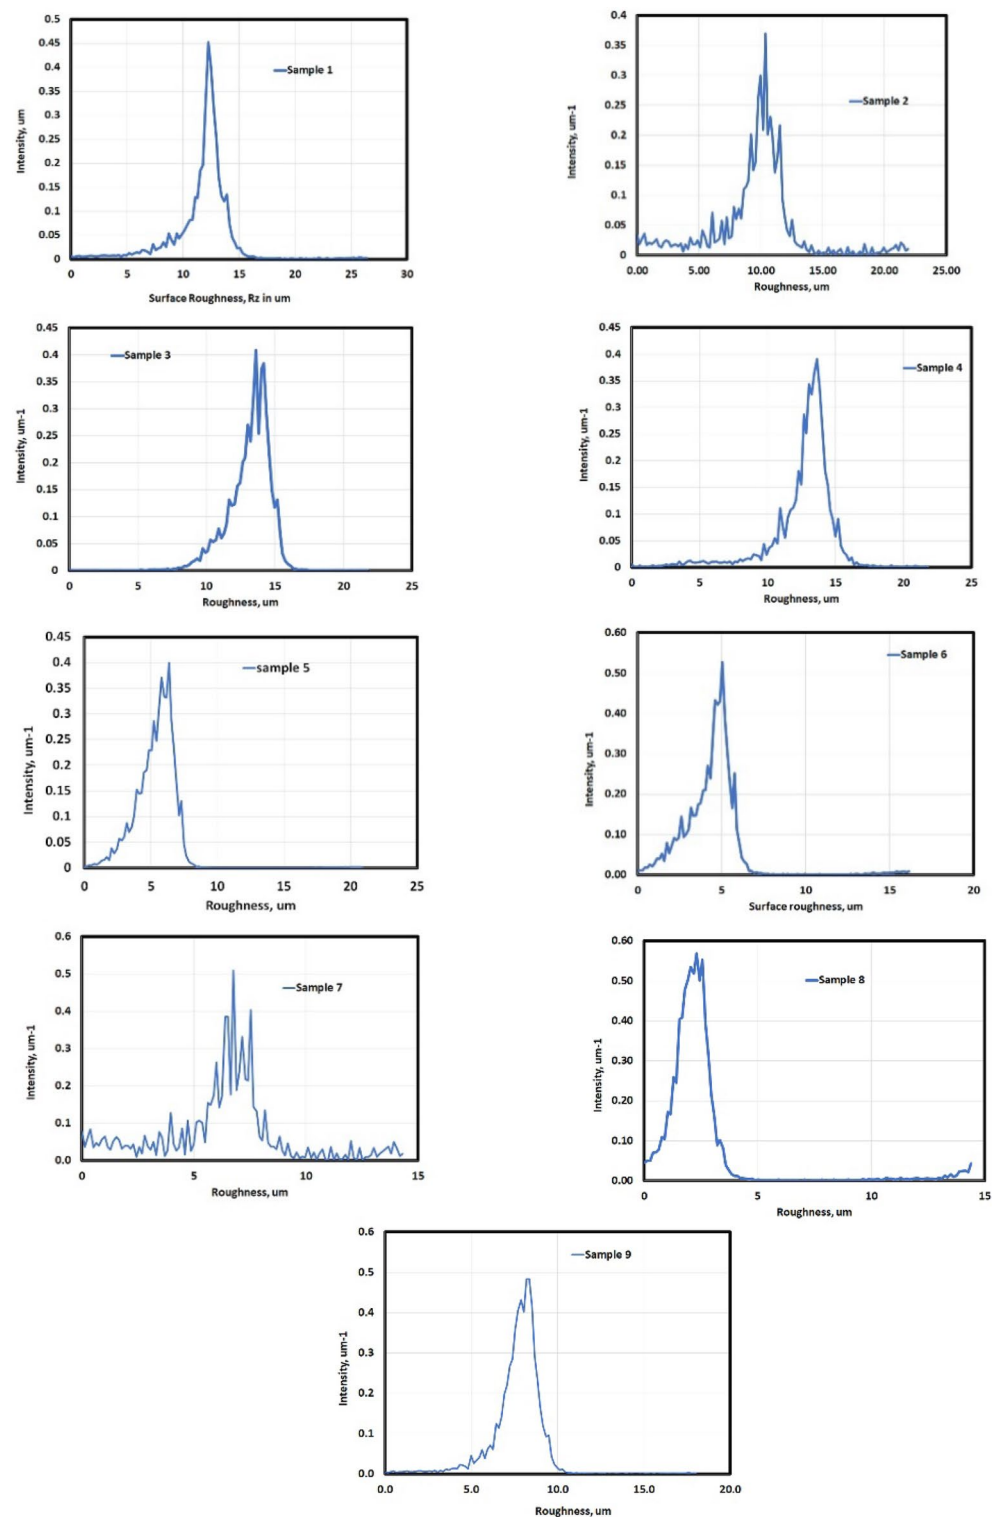 0.5
0.45
0.4
0.35
0.3
0.25
0.2
0.15
0.1
0.05
0
Intensity, um
Sample 1
0 5 10 15 20 25 30
Surface Roughness, Rz in um
0.4
0.35
0.3
0.25
0.2
0.15
0.1
0.05
0
Intensity, um-1
Sample 2
0.00 5.00 10.00 15.00 20.00 25.00
Roughness, um
0.45
0.4
0.35
0.3
0.25
0.2
0.15
0.1
0.05
0
Intensity, um-1
Sample 3
0 5 10 15 20 25
Roughness, um
0.45
0.4
0.35
0.3
0.25
0.2
0.15
0.1
0.05
0
Intensity, um-1
Sample 4
0 5 10 15 20 25
Roughness, um
0.45
0.4
0.35
0.3
0.25
0.2
0.15
0.1
0.05
0
Intensity, um-1
sample 5
0 5 10 15 20 25
Roughness, um
0.60
0.50
0.40
0.30
0.20
0.10
0.00
Intensity, um-1
Sample 6
0 5 10 15 20
Surface roughness, um
0.6
0.5
0.4
0.3
0.2
0.1
0.0
Intensity, um-1
Sample 7
0 5 10 15
Roughness, um
0.60
0.50
0.40
0.30
0.20
0.10
0.00
Intensity, um-1
Sample 8
0 5 10 15
Roughness, um
0.6
0.5
0.4
0.3
0.2
0.1
0.0
Intensity, um-1
Sample 9
0.0 5.0 10.0 15.0 20.0
Roughness, um